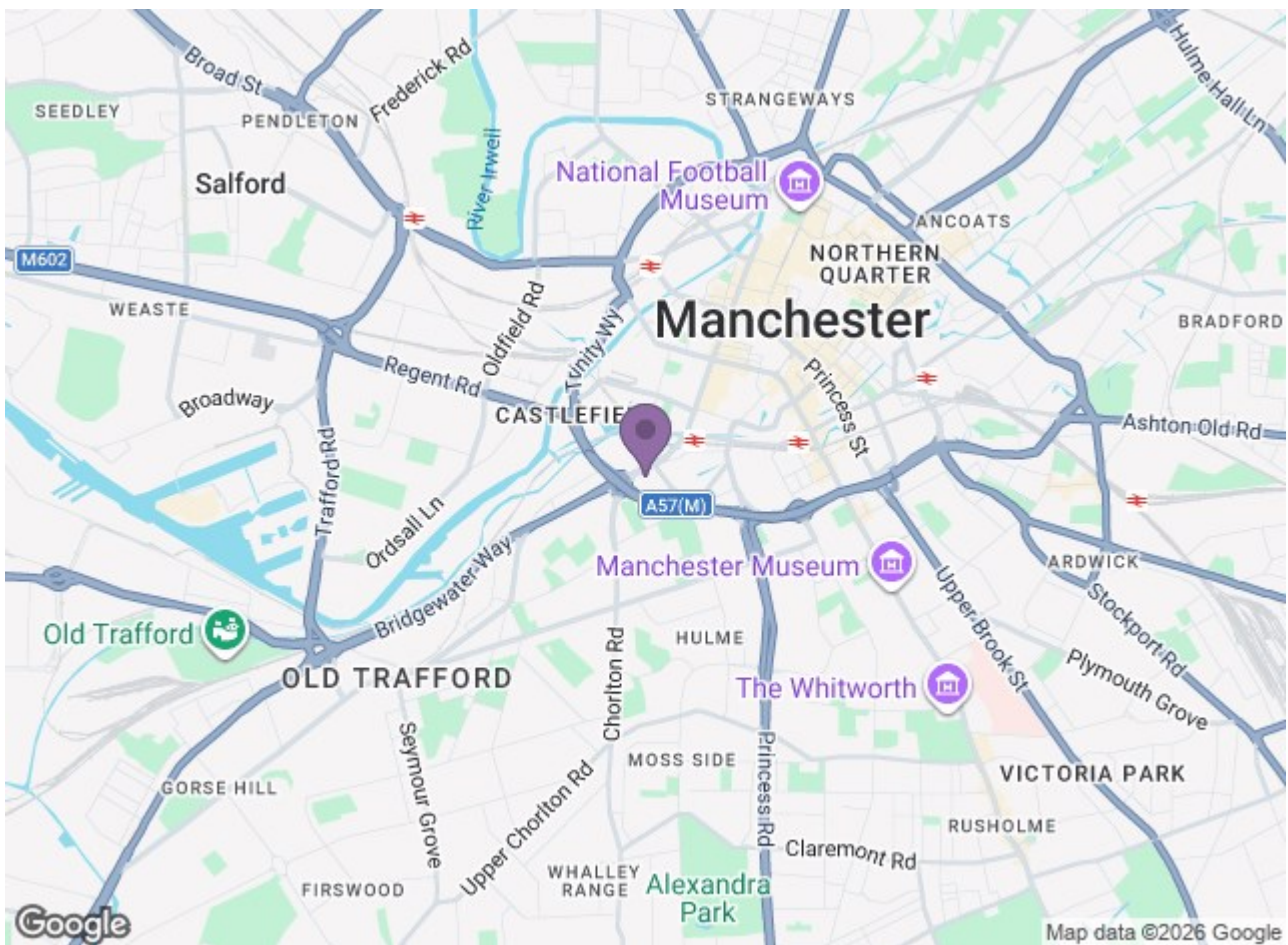 Broad St
Frederick Rd
Hulme Hall Ln
SEEDLEY
PENDLETON
STRANGEWAYS
River Irwell
National Football
Museum
Salford
ANCOATS
NORTHERN
QUARTER
M602
WEASTE
Oldfield Rd
Trinity Wy
Manchester
BRADFORD
Regent Rd
Princess St
Broadway
CASTLEFIE
Ashton Old Rd
Trafford Rd
Ordsall Ln
A57(M)
Bridgewater Way
Manchester Museum
ARDWICK
Upper Brook St
Stockport Rd
Old Trafford
HULME
OLD TRAFFORD
Chorlton Rd
The Whitworth
Plymouth Grove
Seymour Grove
MOSS SIDE
Princess Rd
VICTORIA PARK
GORSE HILL
Upper Chorlton Rd
RUSHOLME
Claremont Rd
FIRSWOOD
WHALLEY
RANGE
Alexandra
Park
Google
Map data ©2026 Google